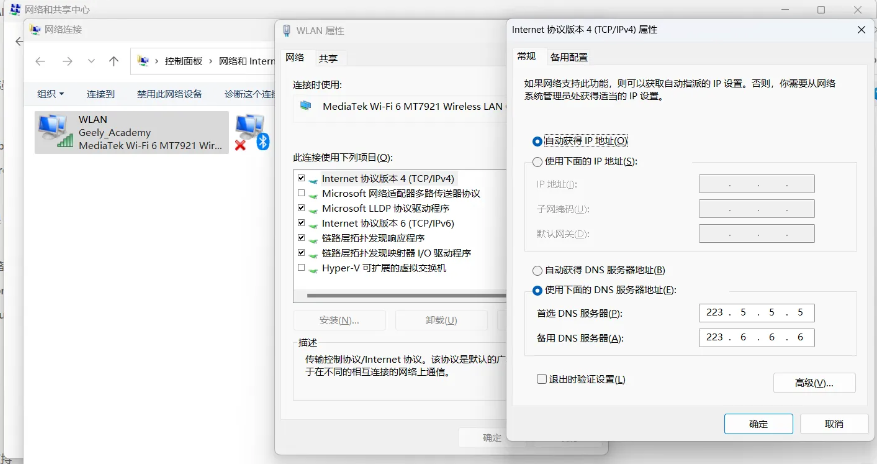 网络和共享中心
网络连接
控制面板 › 网络和 Intern
组织
连接到
禁用此网络设备
诊断这个连接
WLAN
Geely_Academy
MediaTek Wi-Fi 6 MT7921 Wir...
WLAN 属性
网络
共享
连接时使用:
MediaTek Wi-Fi 6 MT7921 Wireless LAN
此连接使用下列项目(O):
Internet 协议版本 4 (TCP/IPv4)
Microsoft 网络适配器多路传送器协议
Microsoft LLDP 协议驱动程序
Internet 协议版本 6 (TCP/IPv6)
链路层拓扑发现响应程序
链路层拓扑发现映射器 I/O 驱动程序
Hyper-V 可扩展的虚拟交换机
安装(N)...
卸载(U)
描述
传输控制协议/Internet 协议。该协议是默认的广
于在不同的相互连接的网络上通信。
确定
Internet 协议版本 4 (TCP/IPv4) 属性
常规
备用配置
如果网络支持此功能，则可以获取自动指派的 IP 设置。否则，你需要从网络
系统管理员处获得适当的 IP 设置。
自动获得 IP 地址(O)
使用下面的 IP 地址(S):
IP 地址(I):
子网掩码(U):
默认网关(D):
自动获得 DNS 服务器地址(B)
使用下面的 DNS 服务器地址(E):
首选 DNS 服务器(P): 223 . 5 . 5 . 5
备用 DNS 服务器(A): 223 . 6 . 6 . 6
退出时验证设置(L)
高级(V)...
确定
取消